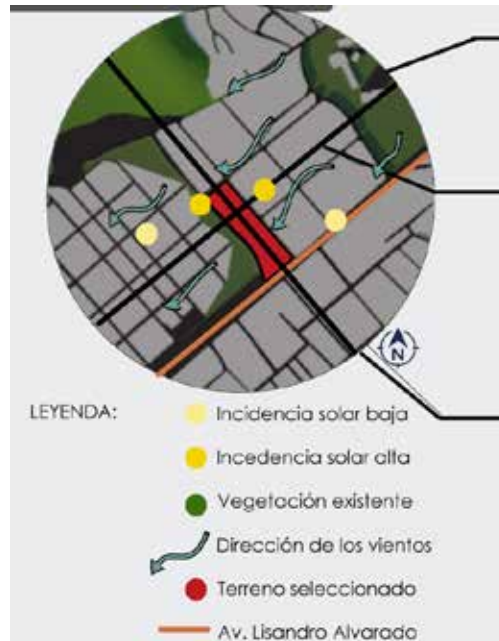 N
LEYENDA:
Incidencia solar baja
Incedencia solar alta
Vegetación existente
Dirección de los vientos
Terreno seleccionado
Av. Lisandro Alvarado